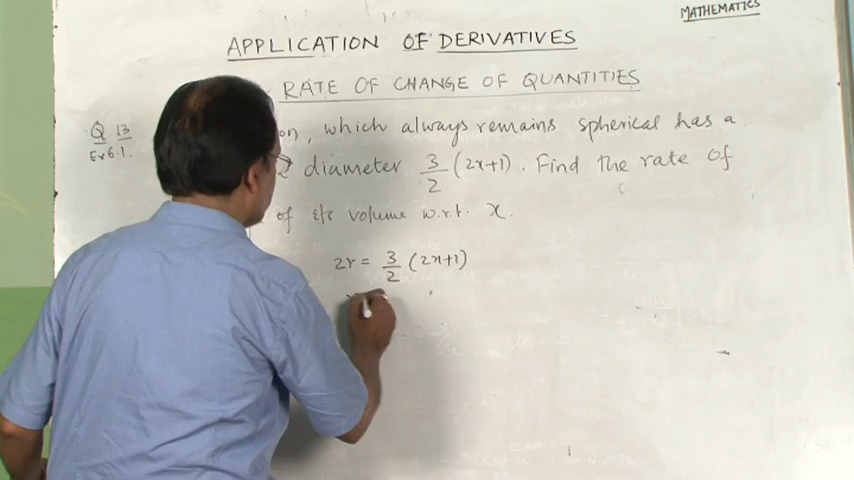 MATHEMATICS
APPLICATION OF DERIVATIVES
RATE OF CHANGE OF QUANTITIES
Q 13
Ex 6.1.
on, which always remains spherical has a
diameter 3/2 (2x+1). Find the rate of
of its volume w.r.t. x.
2r = 3/2 (2x+1)